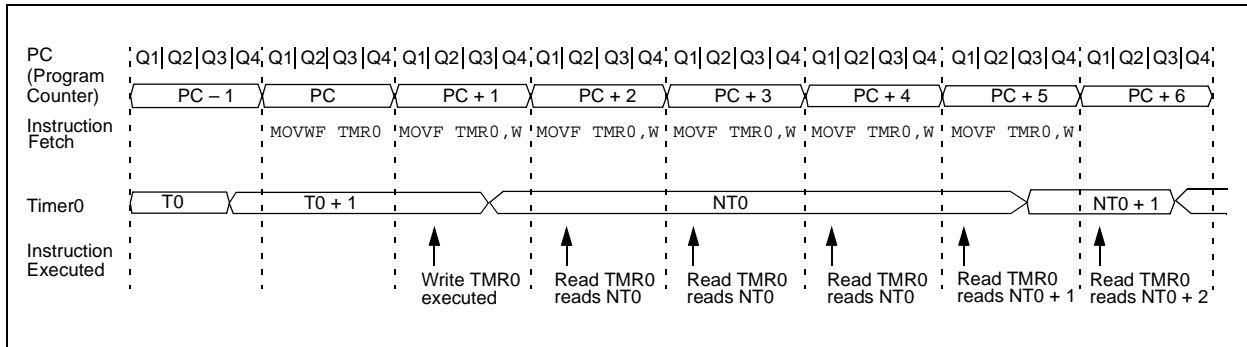 PC
(Program
Counter)
Q1 Q2 Q3 Q4 Q1 Q2 Q3 Q4 Q1 Q2 Q3 Q4 Q1 Q2 Q3 Q4 Q1 Q2 Q3 Q4 Q1 Q2 Q3 Q4 Q1 Q2 Q3 Q4 Q1 Q2 Q3 Q4
PC – 1 PC PC + 1 PC + 2 PC + 3 PC + 4 PC + 5 PC + 6
Instruction
Fetch
MOVWF TMR0 MOVF TMR0,W MOVF TMR0,W MOVF TMR0,W MOVF TMR0,W MOVF TMR0,W
Timer0
T0 T0 + 1 NT0 NT0 + 1
Instruction
Executed
Write TMR0
executed
Read TMR0
reads NT0
Read TMR0
reads NT0
Read TMR0
reads NT0
Read TMR0
reads NT0 + 1
Read TMR0
reads NT0 + 2